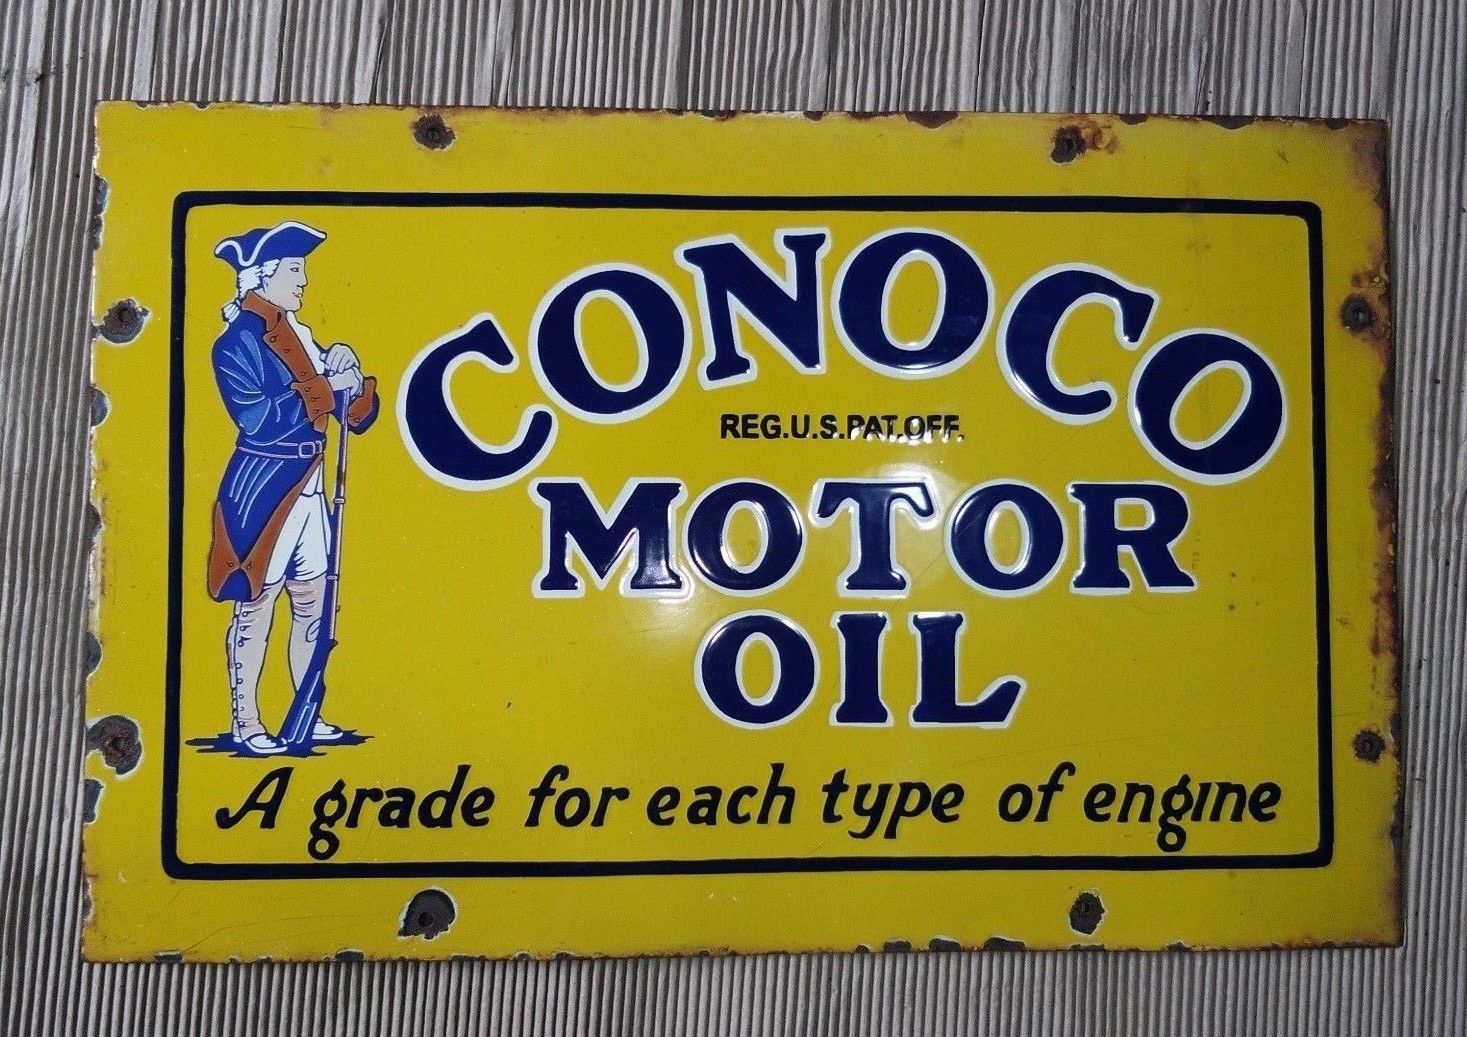 CONOCO
REG.U.S.PAT.OFF.
MOTOR
OIL
A grade for each type of engine